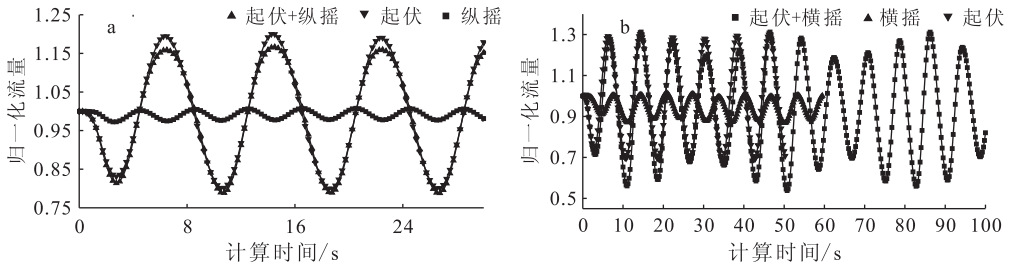 a
▲ 起伏+纵摇 ▼ 起伏 ■ 纵摇
归一化流量
1.25
1.15
1.05
0.95
0.85
0.75
0 8 16 24
计算时间/s
b
■ 起伏+横摇 ▲ 横摇 ▼ 起伏
归一化流量
1.3
1.1
0.9
0.7
0.5
0 10 20 30 40 50 60 70 80 90 100
计算时间/s